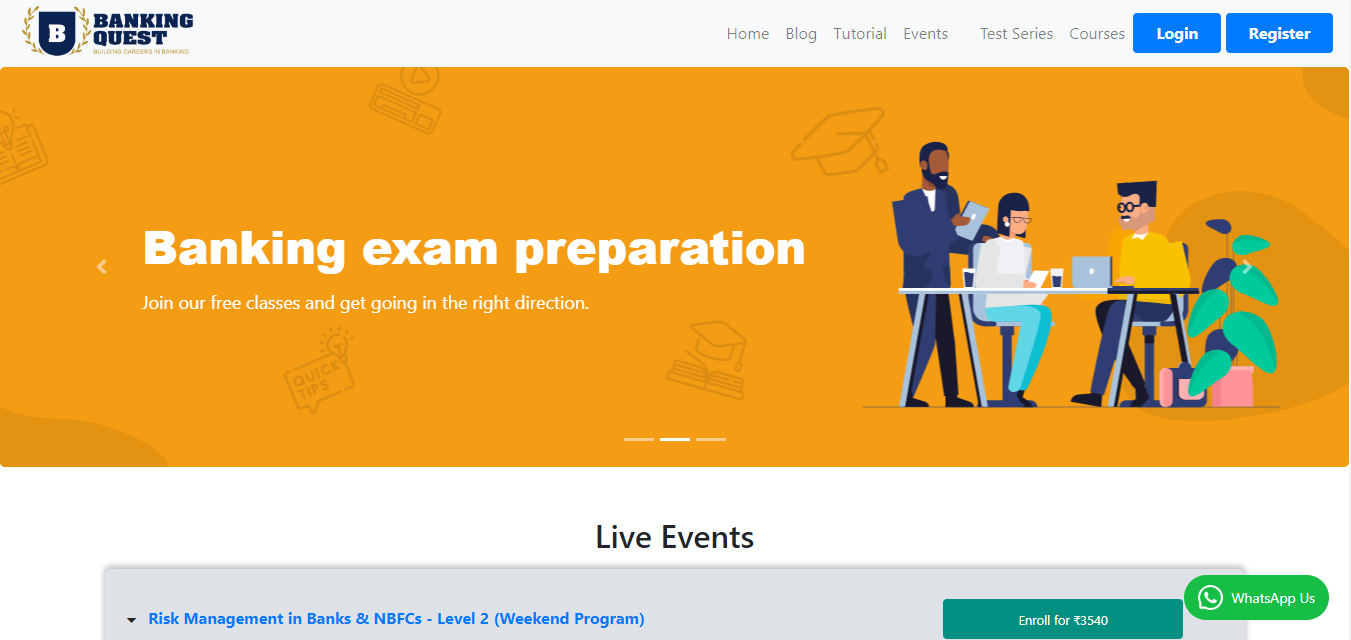 B
BANKING
QUEST
BUILDING CAREERS IN BANKING
Home Blog Tutorial Events Test Series Courses Login Register
Banking exam preparation
Join our free classes and get going in the right direction.
QUICK
TIPS
Live Events
Risk Management in Banks & NBFCs - Level 2 (Weekend Program)
Enroll for ₹3540
WhatsApp Us